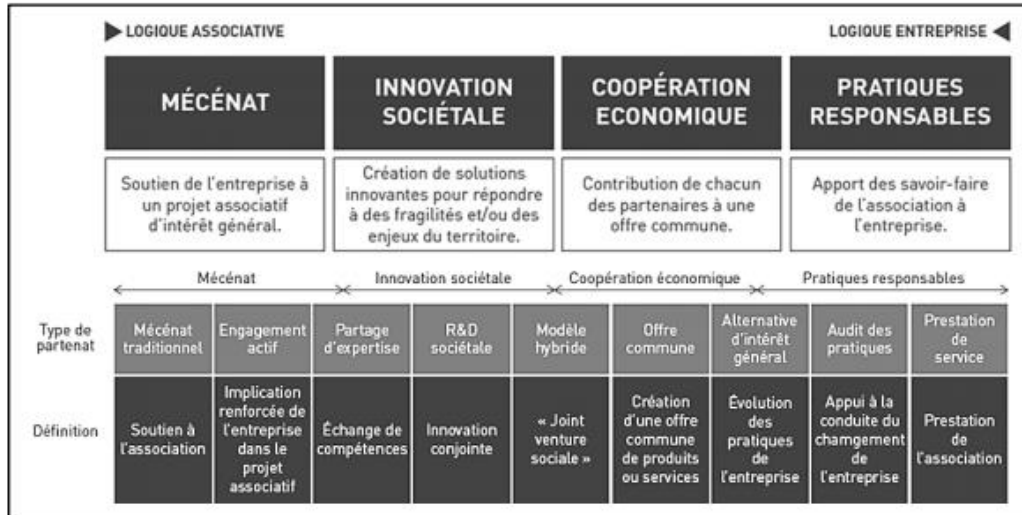 LOGIQUE ASSOCIATIVE
LOGIQUE ENTREPRISE
MÉCÉNAT
INNOVATION
SOCIÉTALE
COOPÉRATION
ECONOMIQUE
PRATIQUES
RESPONSABLES
Soutien de l'entreprise à
un projet associatif
d'intérêt général.
Création de solutions
innovantes pour répondre
à des fragilités et/ou des
enjeux du territoire.
Contribution de chacun
des partenaires à une
offre commune.
Apport des savoir-faire
de l'association à
l'entreprise.
Mécénat
Innovation sociétale
Coopération économique
Pratiques responsables
Type de
partenat
Mécénat
traditionnel
Engagement
actif
Partage
d'expertise
R&D
sociétale
Modèle
hybride
Offre
commune
Alternative
d'intérêt
général
Audit des
pratiques
Prestation
de
service
Définition
Soutien à
l'association
Implication
renforcée de
l'entreprise
dans le
projet
associatif
Échange de
compétences
Innovation
conjointe
« Joint
venture
sociale »
Création
d'une offre
commune
de produits
ou services
Évolution
des
pratiques
de
l'entreprise
Appui à la
conduite du
chamgement
de
l'entreprise
Prestation
de
l'association